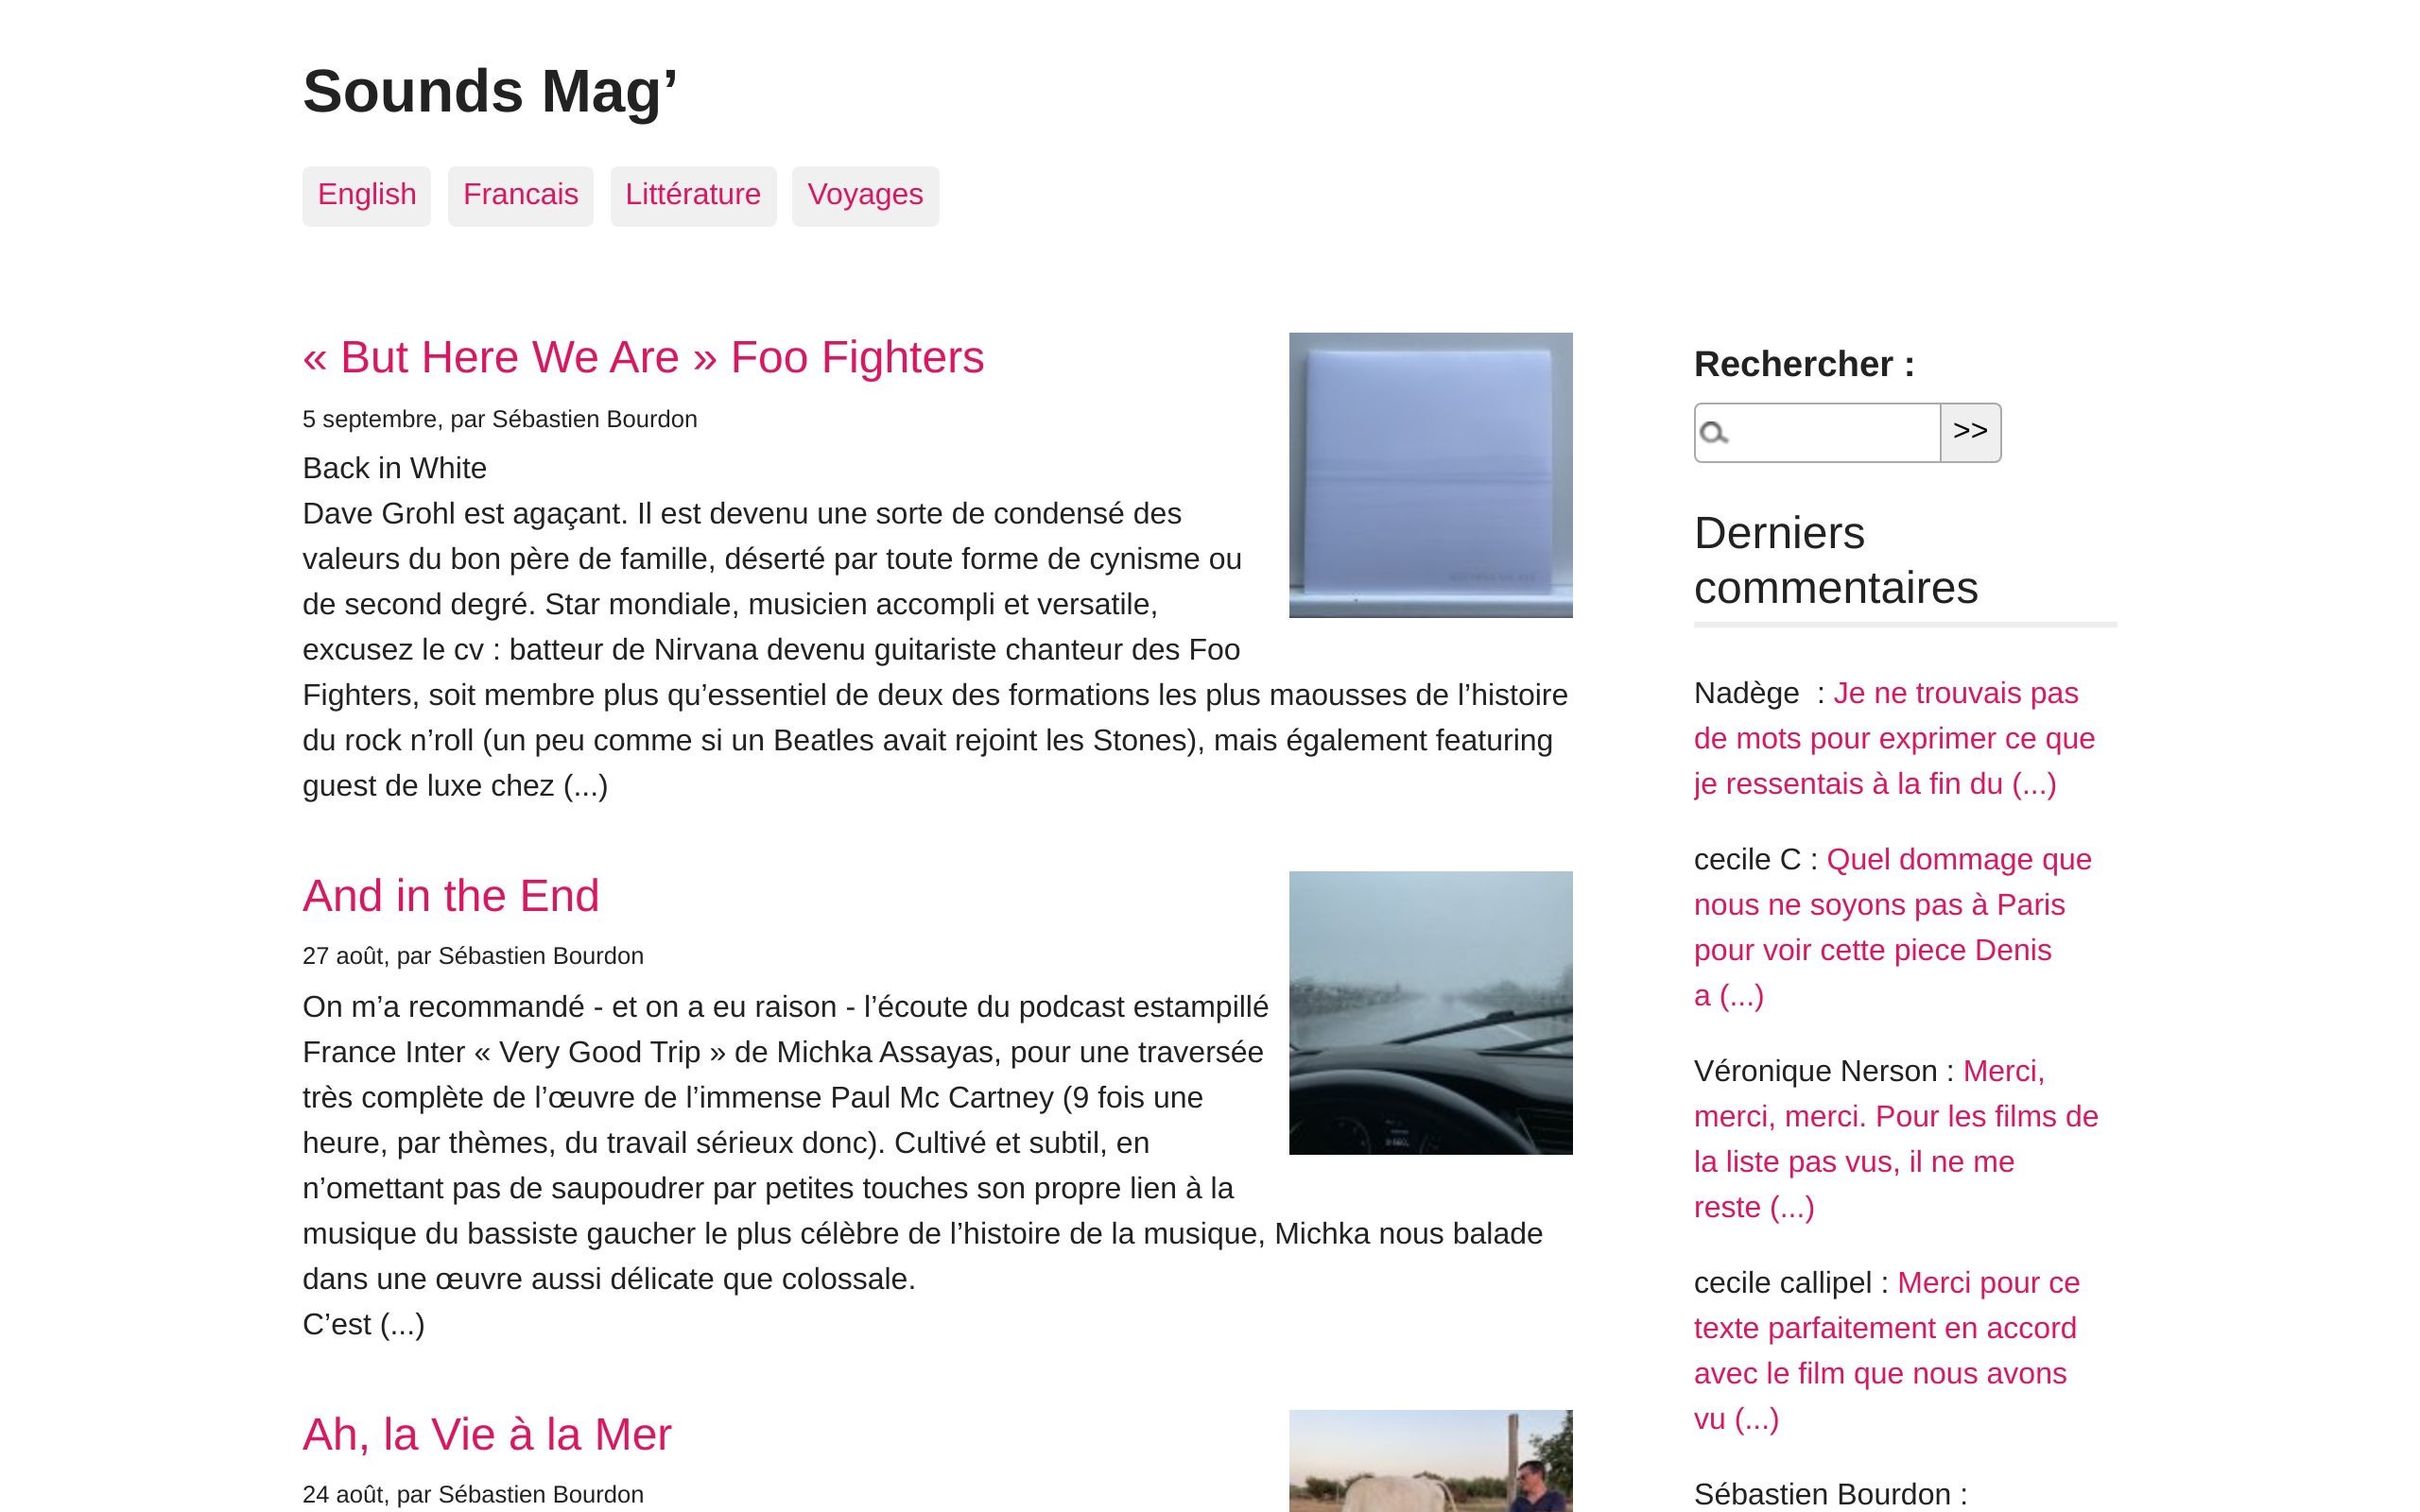 Sounds Mag’
English
Francais
Littérature
Voyages
« But Here We Are » Foo Fighters
5 septembre, par Sébastien Bourdon
Back in White
Dave Grohl est agaçant. Il est devenu une sorte de condensé des
valeurs du bon père de famille, déserté par toute forme de cynisme ou
de second degré. Star mondiale, musicien accompli et versatile,
excusez le cv : batteur de Nirvana devenu guitariste chanteur des Foo
Fighters, soit membre plus qu’essentiel de deux des formations les plus maousses de l’histoire
du rock n’roll (un peu comme si un Beatles avait rejoint les Stones), mais également featuring
guest de luxe chez (...)
And in the End
27 août, par Sébastien Bourdon
On m’a recommandé - et on a eu raison - l’écoute du podcast estampillé
France Inter « Very Good Trip » de Michka Assayas, pour une traversée
très complète de l’œuvre de l’immense Paul Mc Cartney (9 fois une
heure, par thèmes, du travail sérieux donc). Cultivé et subtil, en
n’omettant pas de saupoudrer par petites touches son propre lien à la
musique du bassiste gaucher le plus célèbre de l’histoire de la musique, Michka nous balade
dans une œuvre aussi délicate que colossale.
C’est (...)
Ah, la Vie à la Mer
24 août, par Sébastien Bourdon
Rechercher :
>>
Derniers
commentaires
Nadège  : Je ne trouvais pas
de mots pour exprimer ce que
je ressentais à la fin du (...)
cecile C : Quel dommage que
nous ne soyons pas à Paris
pour voir cette piece Denis
a (...)
Véronique Nerson : Merci,
merci, merci. Pour les films de
la liste pas vus, il ne me
reste (...)
cecile callipel : Merci pour ce
texte parfaitement en accord
avec le film que nous avons
vu (...)
Sébastien Bourdon :